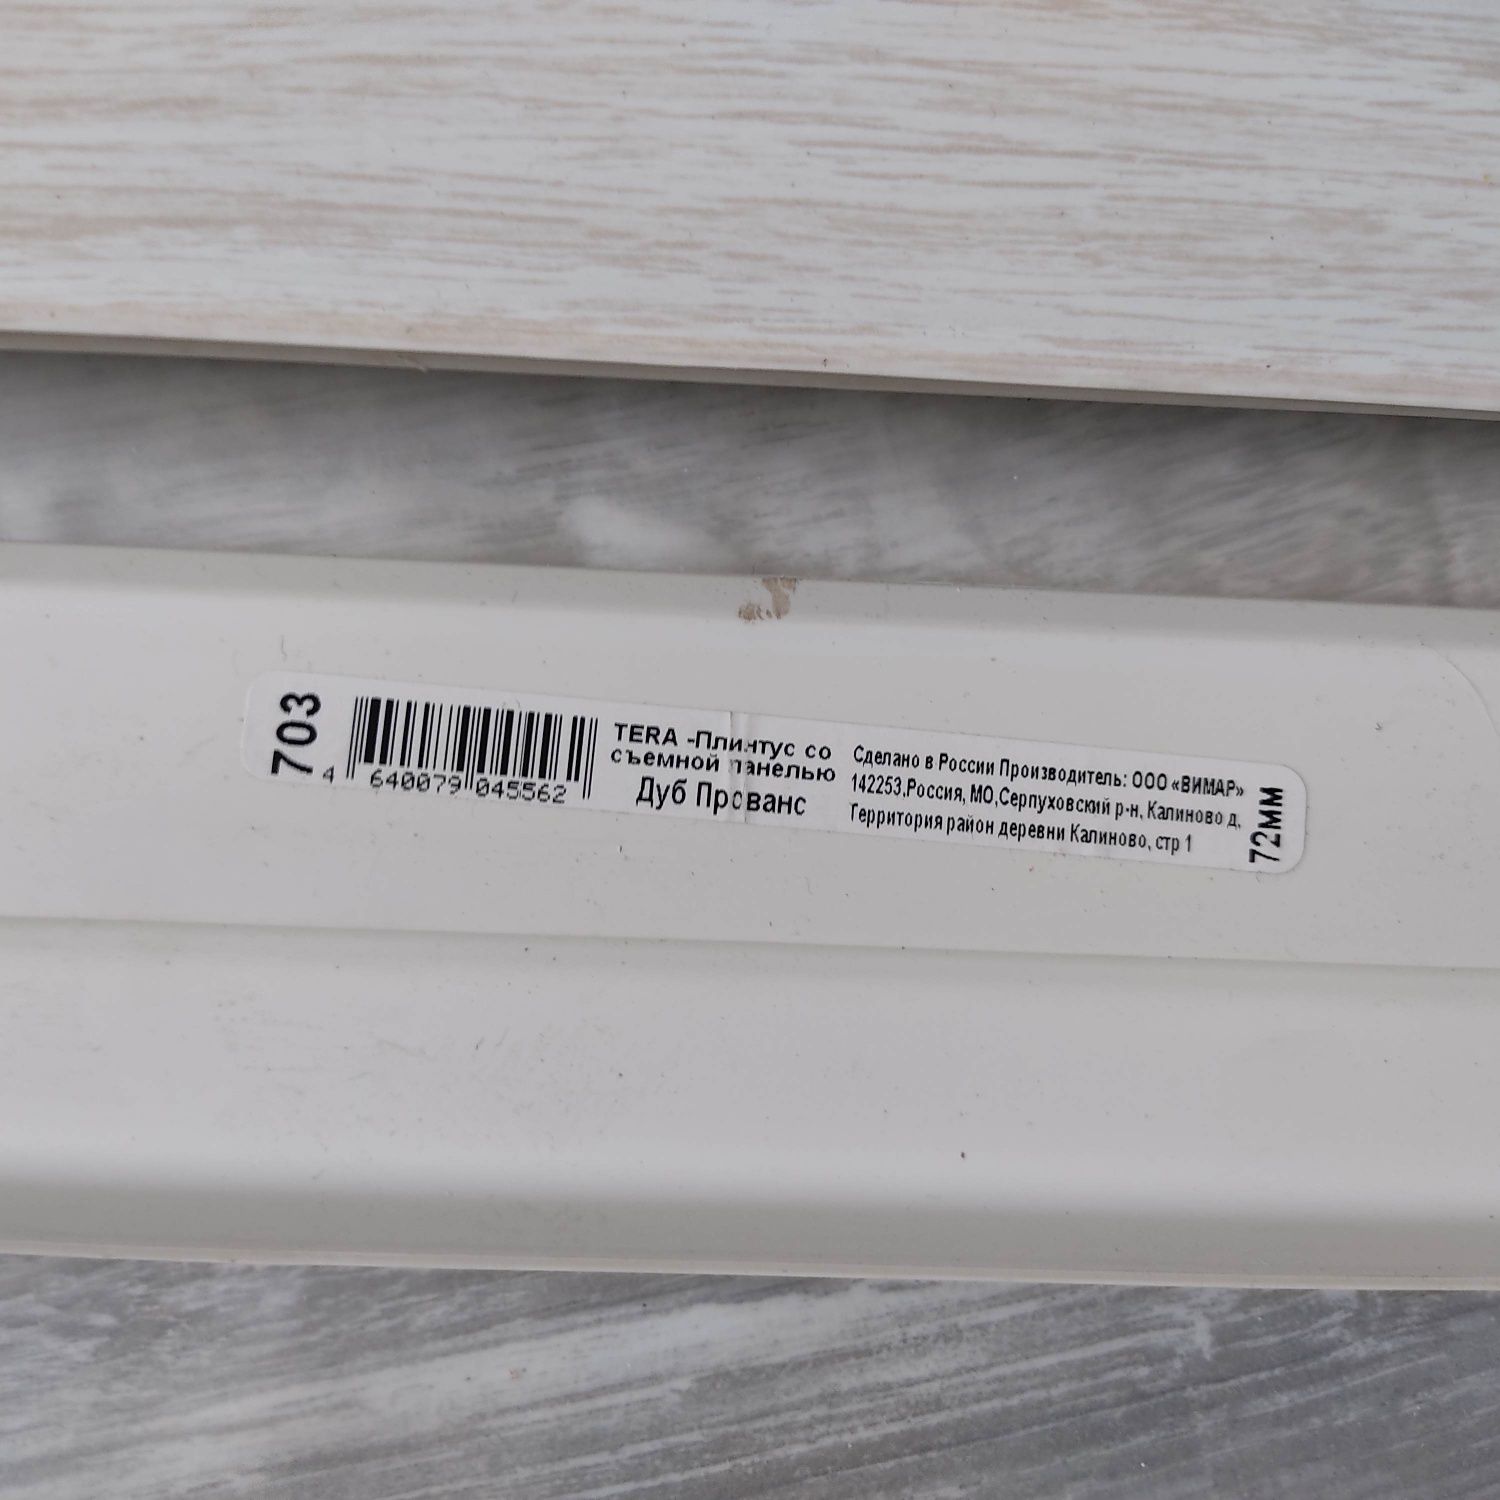 703
4 640079 045562
TERA -Плинтус со
съемной панелью
Дуб Прованс
Сделано в России Производитель: ООО «ВИМАР»
142253,Россия, МО,Серпуховский р-н, Калиново д,
Территория район деревни Калиново, стр 1
72мм